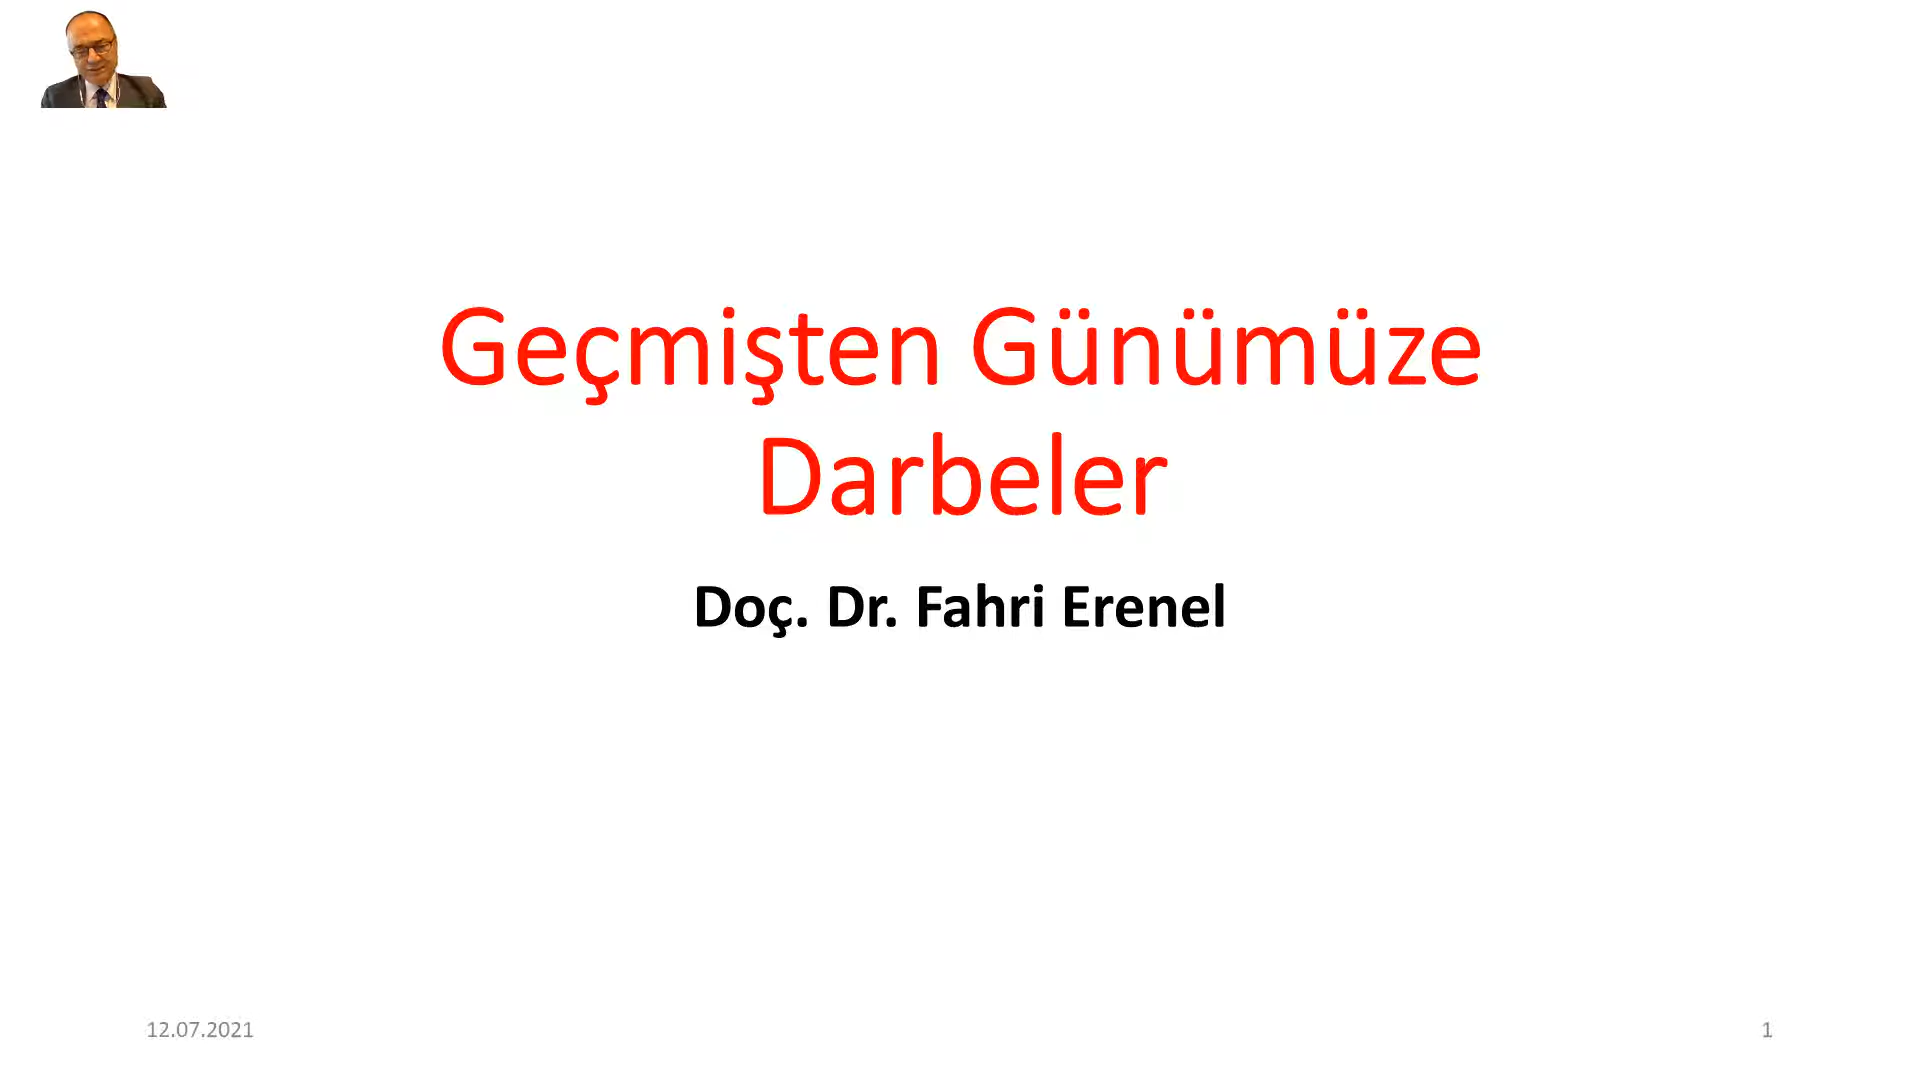 Geçmişten Günümüze
Darbeler
Doç. Dr. Fahri Erenel
12.07.2021
1